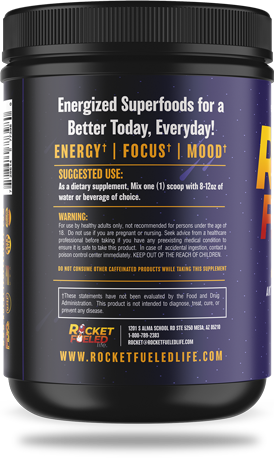 Energized Superfoods for a
Better Today, Everyday!
ENERGY† | FOCUS† | MOOD†
SUGGESTED USE:
As a dietary supplement, Mix one (1) scoop with 8-12oz of
water or beverage of choice.
WARNING:
For use by healthy adults only, not recommended for persons under the age of
18. Do not use if you are pregnant or nursing. Seek advice from a healthcare
professional before taking if you have any preexisting medical condition to
ensure it is safe to take this product. In case of accidental ingestion, contact a
poison control center immediately. KEEP OUT OF THE REACH OF CHILDREN.
DO NOT CONSUME OTHER CAFFEINATED PRODUCTS WHILE TAKING THIS SUPPLEMENT
†These statements have not been evaluated by the Food and Drug
Administration. This product is not intended to diagnose, treat, cure, or
prevent any disease.
ROCKET
FUELED
1201 S ALMA SCHOOL RD STE 5250 MESA, AZ 85210
1-800-789-2383
ROCKET@ROCKETFUELEDLIFE.COM
WWW.ROCKETFUELEDLIFE.COM